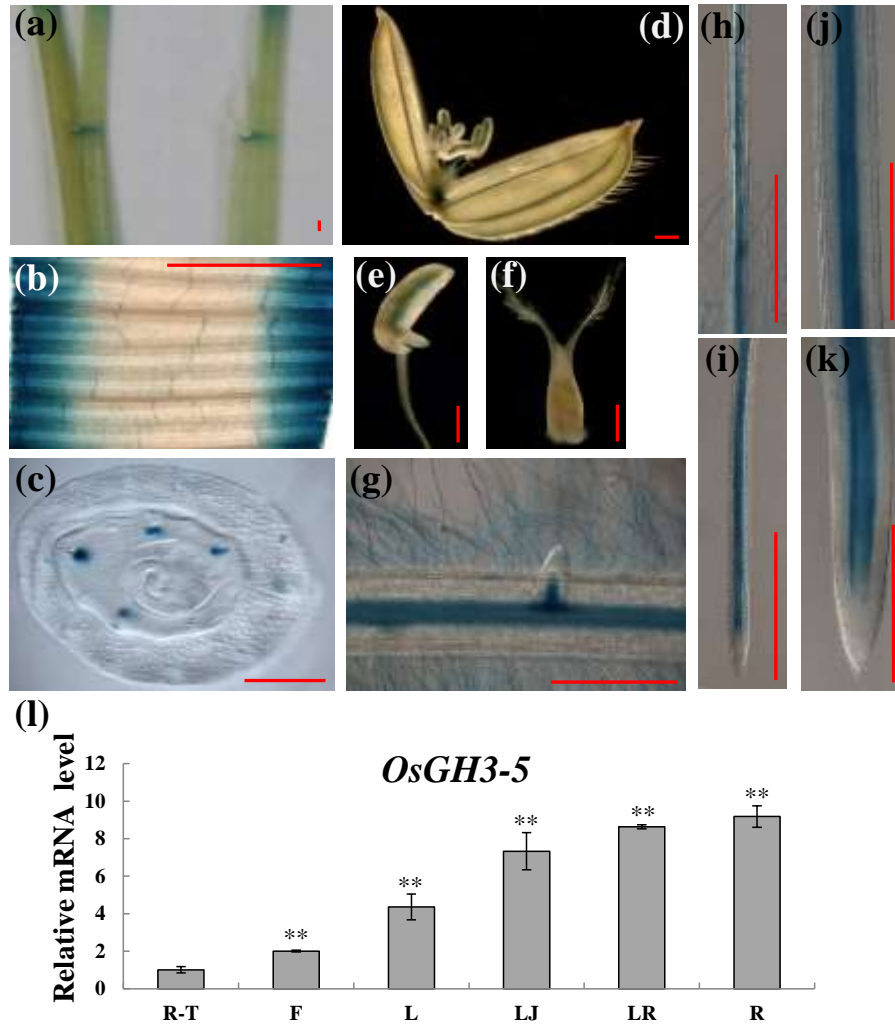 (a)
(d)
(h)
(j)
(b)
(e)
(f)
(i)
(k)
(c)
(g)
(l)
OsGH3-5
Relative mRNA level
12
10
8
6
4
2
0
**
**
**
**
**
R-T F L LJ LR R